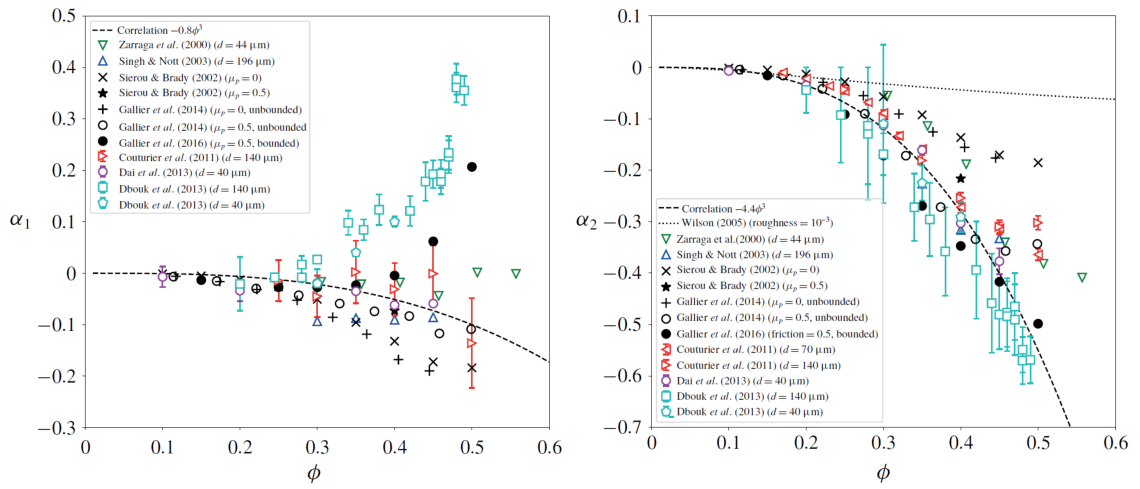 0.5
0.4
0.3
0.2
0.1
0
−0.1
−0.2
−0.3
α1
Correlation −0.8ϕ³
Zarraga et al. (2000) (d = 44 μm)
Singh & Nott (2003) (d = 196 μm)
Sierou & Brady (2002) (μp = 0)
Sierou & Brady (2002) (μp = 0.5)
Gallier et al. (2014) (μp = 0, unbounded)
Gallier et al. (2014) (μp = 0.5, unbounded)
Gallier et al. (2016) (μp = 0.5, bounded)
Couturier et al. (2011) (d = 140 μm)
Dai et al. (2013) (d = 40 μm)
Dbouk et al. (2013) (d = 140 μm)
Dbouk et al. (2013) (d = 40 μm)
0 0.1 0.2 0.3 0.4 0.5 0.6
ϕ
0.1
0
−0.1
−0.2
−0.3
−0.4
−0.5
−0.6
−0.7
α2
Correlation −4.4ϕ³
Wilson (2005) (roughness = 10⁻³)
Zarraga et al.(2000) (d = 44 μm)
Singh & Nott (2003) (d = 196 μm)
Sierou & Brady (2002) (μp = 0)
Sierou & Brady (2002) (μp = 0.5)
Gallier et al. (2014) (μp = 0, unbounded)
Gallier et al. (2014) (μp = 0.5, unbounded)
Gallier et al. (2016) (friction = 0.5, bounded)
Couturier et al. (2011) (d = 70 μm)
Couturier et al. (2011) (d = 140 μm)
Dai et al. (2013) (d = 40 μm)
Dbouk et al. (2013) (d = 140 μm)
Dbouk et al. (2013) (d = 40 μm)
0 0.1 0.2 0.3 0.4 0.5 0.6
ϕ